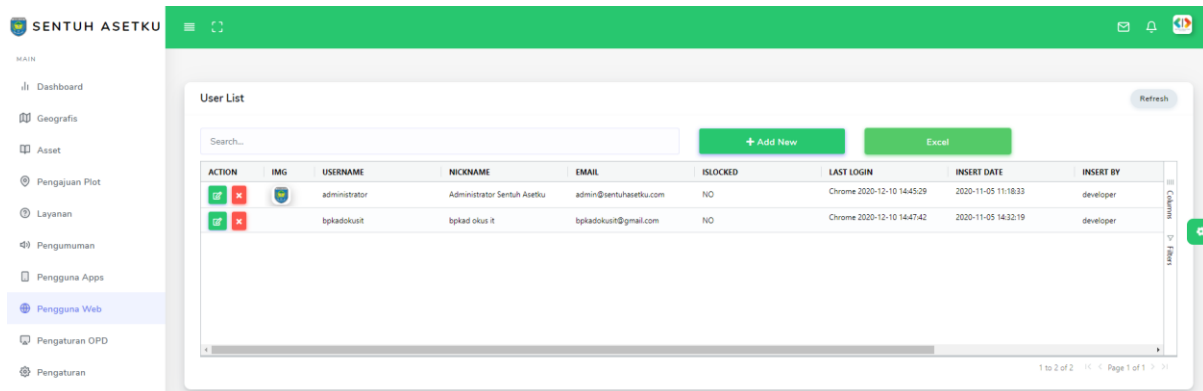 SENTUH ASETKU
MAIN
Dashboard
Geografis
Asset
Pengajuan Plot
Layanan
Pengumuman
Pengguna Apps
Pengguna Web
Pengaturan OPD
Pengaturan
User List
Refresh
Search...
+ Add New
Excel
ACTION IMG USERNAME NICKNAME EMAIL ISLOCKED LAST LOGIN INSERT DATE INSERT BY
administrator Administrator Sentuh Asetku admin@sentuhasetku.com NO Chrome 2020-12-10 14:45:29 2020-11-05 11:18:33 developer
bpkadokusit bpkad okus it bpkadokusit@gmail.com NO Chrome 2020-12-10 14:47:42 2020-11-05 14:32:19 developer
Columns
Filters
1 to 2 of 2 Page 1 of 1